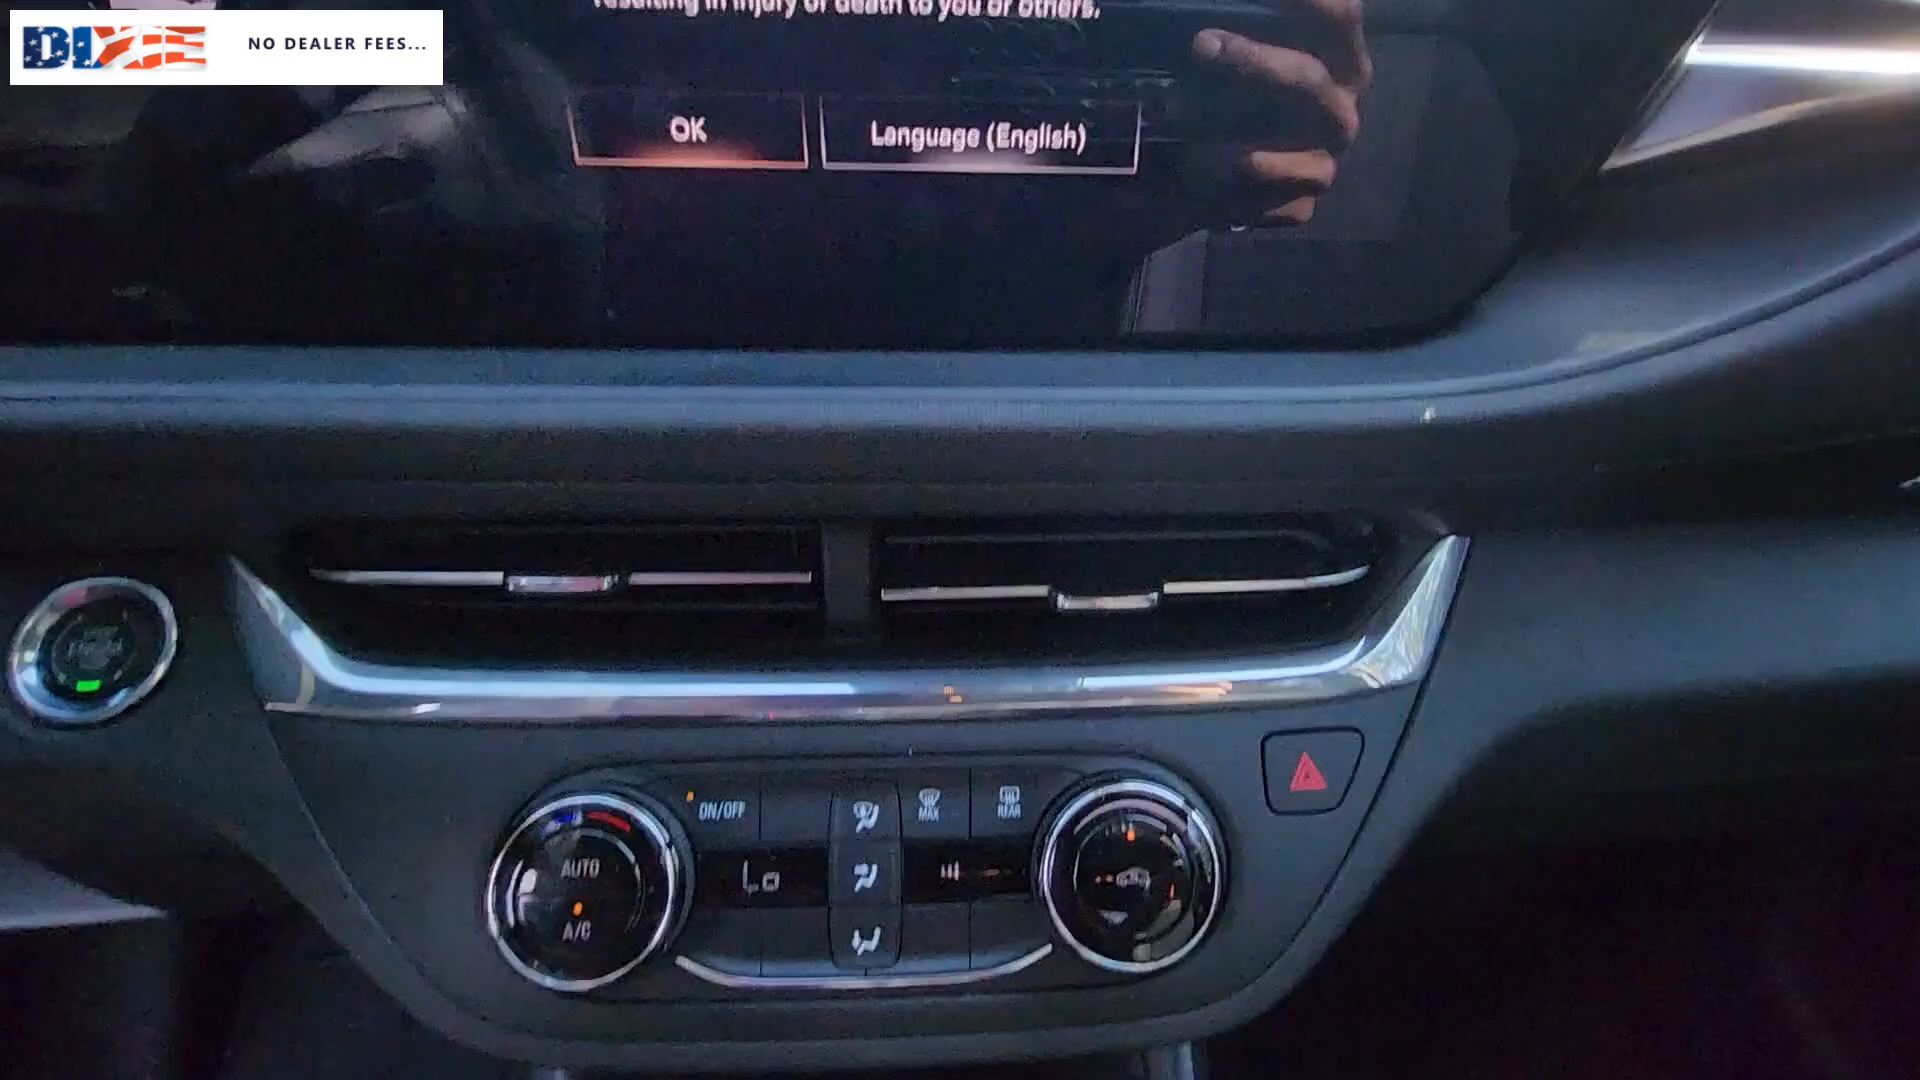 DIXIE
NO DEALER FEES...
resulting in injury or death to you or others.
OK
Language (English)
ON/OFF
MAX
REAR
AUTO
Lo
A/C